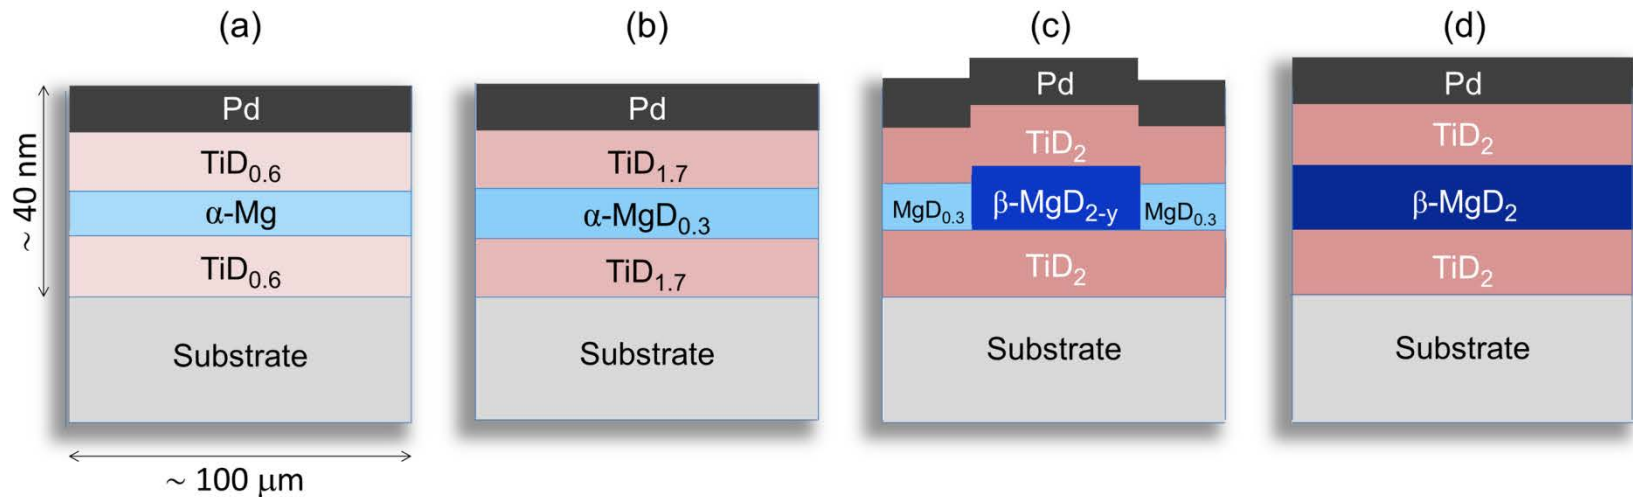 (a)
(b)
(c)
(d)
~ 40 nm
Pd
TiD0.6
α-Mg
TiD0.6
Substrate
~ 100 μm
Pd
TiD1.7
α-MgD0.3
TiD1.7
Substrate
Pd
TiD2
MgD0.3
β-MgD2-y
MgD0.3
TiD2
Substrate
Pd
TiD2
β-MgD2
TiD2
Substrate